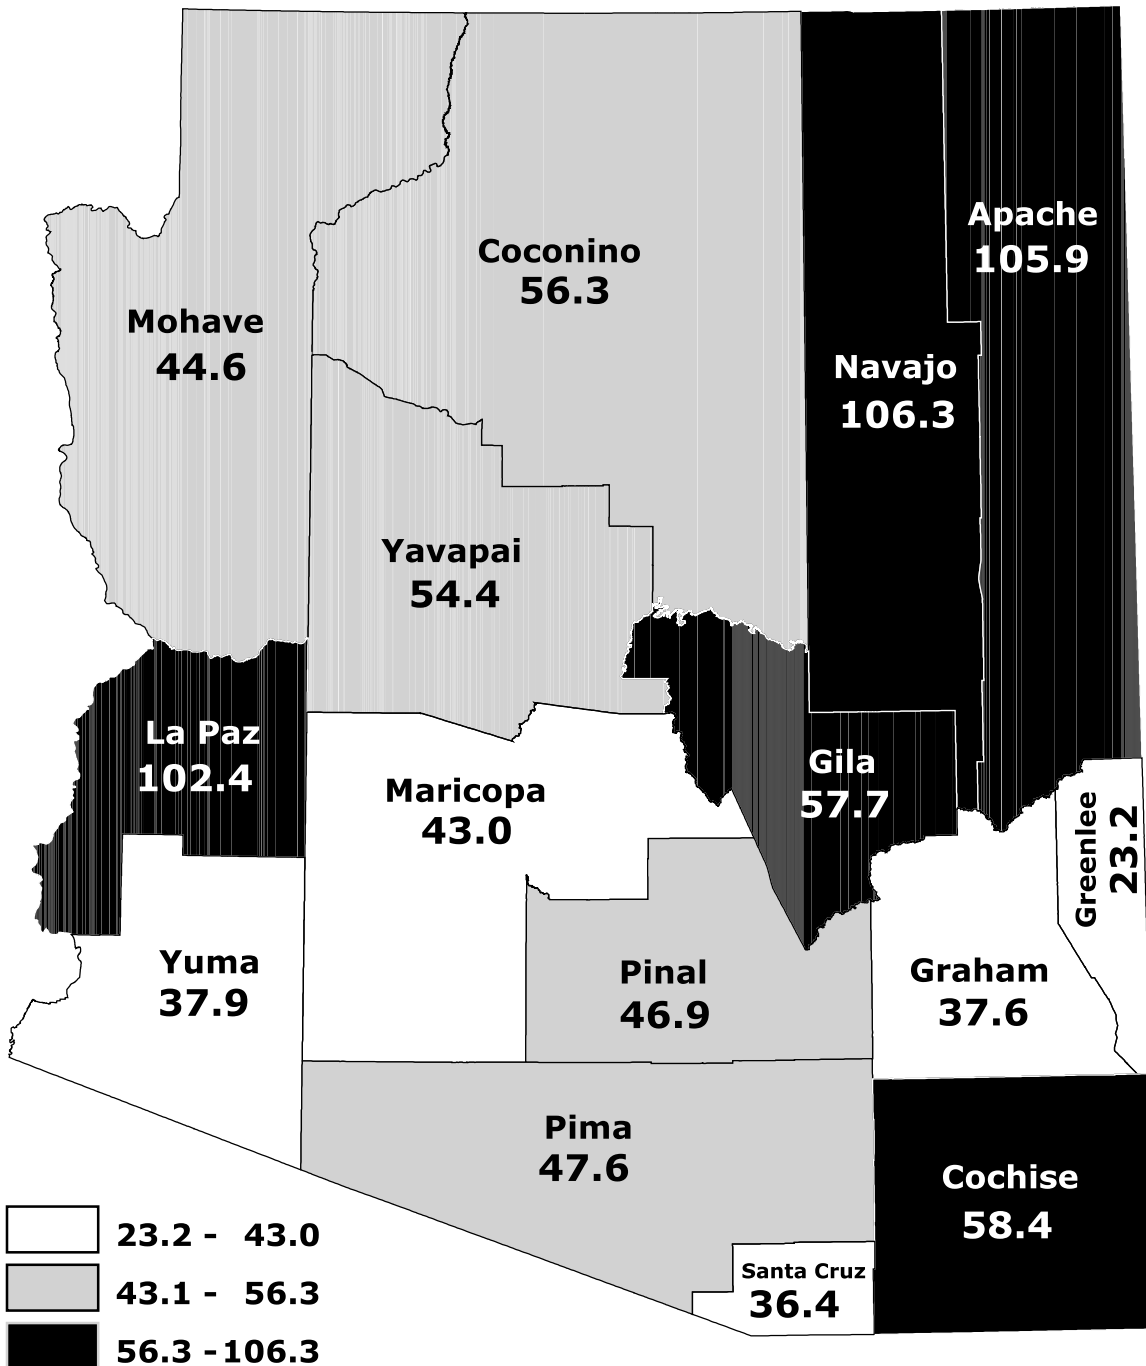 Apache
105.9
Coconino
56.3
Mohave
44.6
Navajo
106.3
Yavapai
54.4
La Paz
102.4
Gila
57.7
Maricopa
43.0
Greenlee
23.2
Yuma
37.9
Pinal
46.9
Graham
37.6
Pima
47.6
Cochise
58.4
Santa Cruz
36.4
23.2 - 43.0
43.1 - 56.3
56.3 -106.3